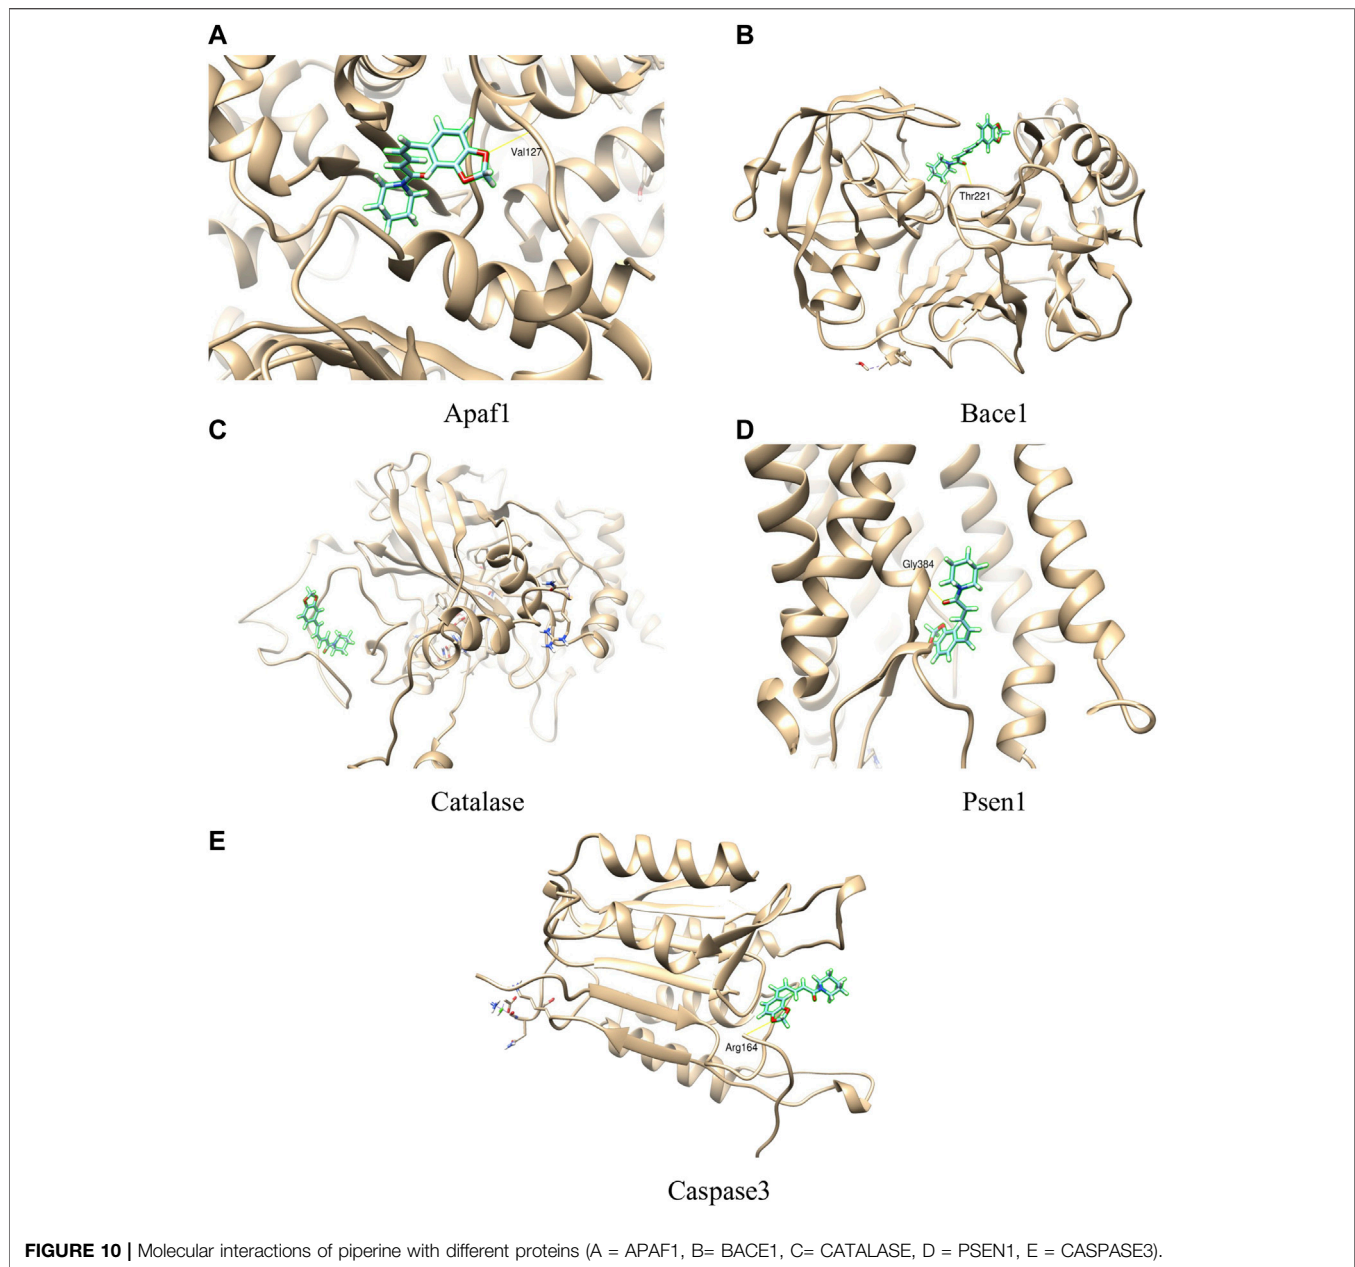 A
B
Val127
Thr221
Apaf1
Bace1
C
D
Gly384
Catalase
Psen1
E
Arg164
Caspase3
FIGURE 10 | Molecular interactions of piperine with different proteins (A = APAF1, B= BACE1, C= CATALASE, D = PSEN1, E = CASPASE3).